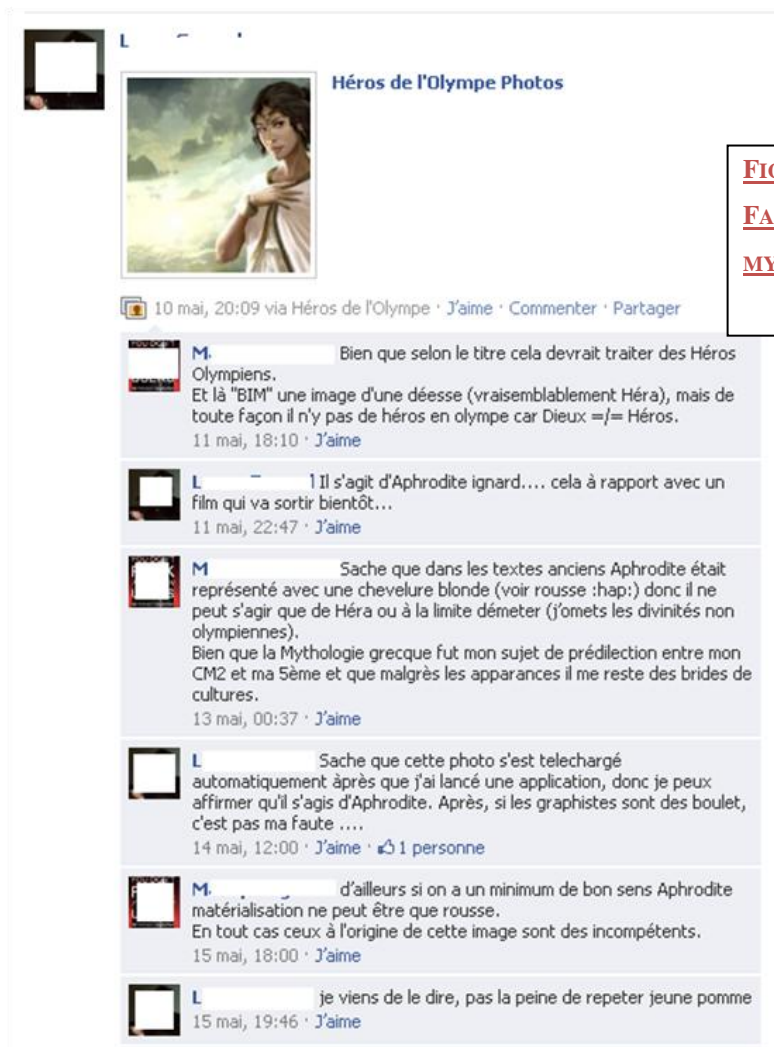 L
Héros de l'Olympe Photos
10 mai, 20:09 via Héros de l'Olympe · J'aime · Commenter · Partager
M. Bien que selon le titre cela devrait traiter des Héros
Olympiens.
Et là "BIM" une image d'une déesse (vraisemblablement Héra), mais de
toute façon il n'y pas de héros en olympe car Dieux =/= Héros.
11 mai, 18:10 · J'aime
L Il s'agit d'Aphrodite ignard.... cela à rapport avec un
film qui va sortir bientôt...
11 mai, 22:47 · J'aime
M Sache que dans les textes anciens Aphrodite était
représenté avec une chevelure blonde (voir rousse :hap:) donc il ne
peut s'agir que de Héra ou à la limite démeter (j'omets les divinités non
olympiennes).
Bien que la Mythologie grecque fut mon sujet de prédilection entre mon
CM2 et ma 5ème et que malgrès les apparances il me reste des brides de
cultures.
13 mai, 00:37 · J'aime
L Sache que cette photo s'est telechargé
automatiquement àprès que j'ai lancé une application, donc je peux
affirmer qu'il s'agis d'Aphrodite. Après, si les graphistes sont des boulet,
c'est pas ma faute ....
14 mai, 12:00 · J'aime · 1 personne
M. d'ailleurs si on a un minimum de bon sens Aphrodite
matérialisation ne peut être que rousse.
En tout cas ceux à l'origine de cette image sont des incompétents.
15 mai, 18:00 · J'aime
L je viens de le dire, pas la peine de repeter jeune pomme
15 mai, 19:46 · J'aime
FA
MY